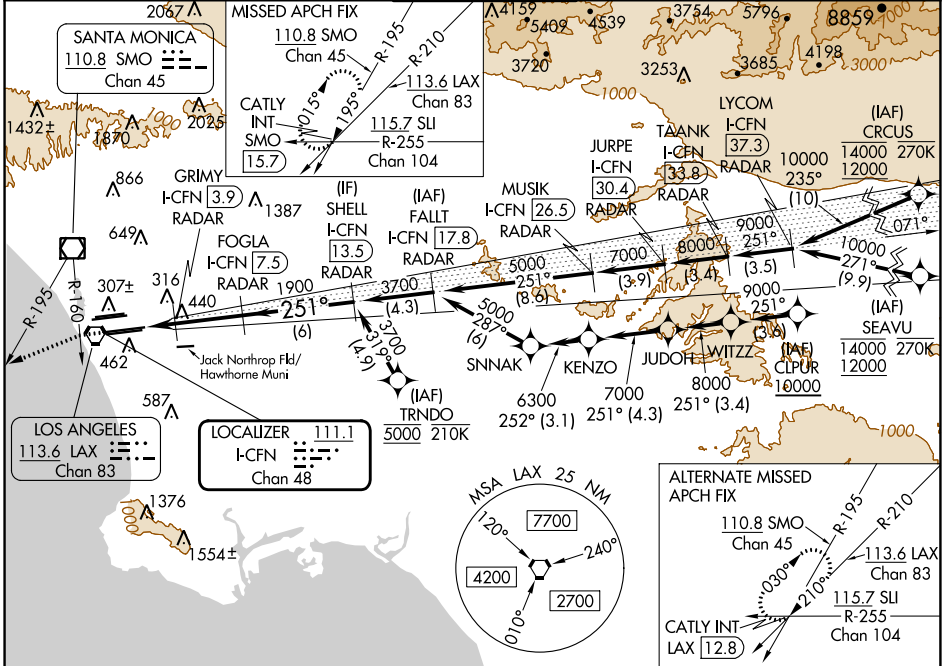 2067
SANTA MONICA
110.8 SMO
Chan 45
MISSED APCH FIX
110.8 SMO
Chan 45
R-195
R-210
113.6 LAX
Chan 83
015°
195°
CATLY
INT
SMO
15.7
115.7 SLI
R-255
Chan 104
4159
5409
4539
3754
5796
8859
7000
3720
3253
3685
4198
3000
1000
1432±
1870
1000
2025
866
649
1387
GRIMY
I-CFN 3.9
RADAR
FOGLA
I-CFN 7.5
RADAR
(IF)
SHELL
I-CFN
13.5
RADAR
(IAF)
FALLT
I-CFN 17.8
RADAR
MUSIK
I-CFN 26.5
RADAR
JURPE
I-CFN
30.4
RADAR
TAANK
I-CFN
33.8
RADAR
LYCOM
I-CFN
37.3
RADAR
10000
235°
(10)
(IAF)
CRCUS
14000 270K
12000
071°
307±
316
440
462
R-195
R-160
1900
251°
(6)
3700
(4.3)
5000
251°
(8.6)
7000
(3.9)
8000
(3.4)
9000
251°
(3.5)
10000
271°
(9.9)
9000
251°
(3.6)
(IAF)
SEAVU
14000 270K
12000
(IAF)
CLPUR
10000
5000
287°
(6)
3700
319°
(4.9)
SNNAK
KENZO
JUDOH
WITZZ
6300
252° (3.1)
7000
251° (4.3)
8000
251° (3.4)
(IAF)
TRNDO
5000 210K
Jack Northrop Fld/
Hawthorne Muni
587
LOS ANGELES
113.6 LAX
Chan 83
LOCALIZER 111.1
I-CFN
Chan 48
1376
1000
1554±
MSA LAX 25 NM
120°
7700
240°
4200
2700
010°
1000
ALTERNATE MISSED
APCH FIX
110.8 SMO
Chan 45
R-195
R-210
113.6 LAX
Chan 83
030°
210°
115.7 SLI
R-255
Chan 104
CATLY INT
LAX 12.8